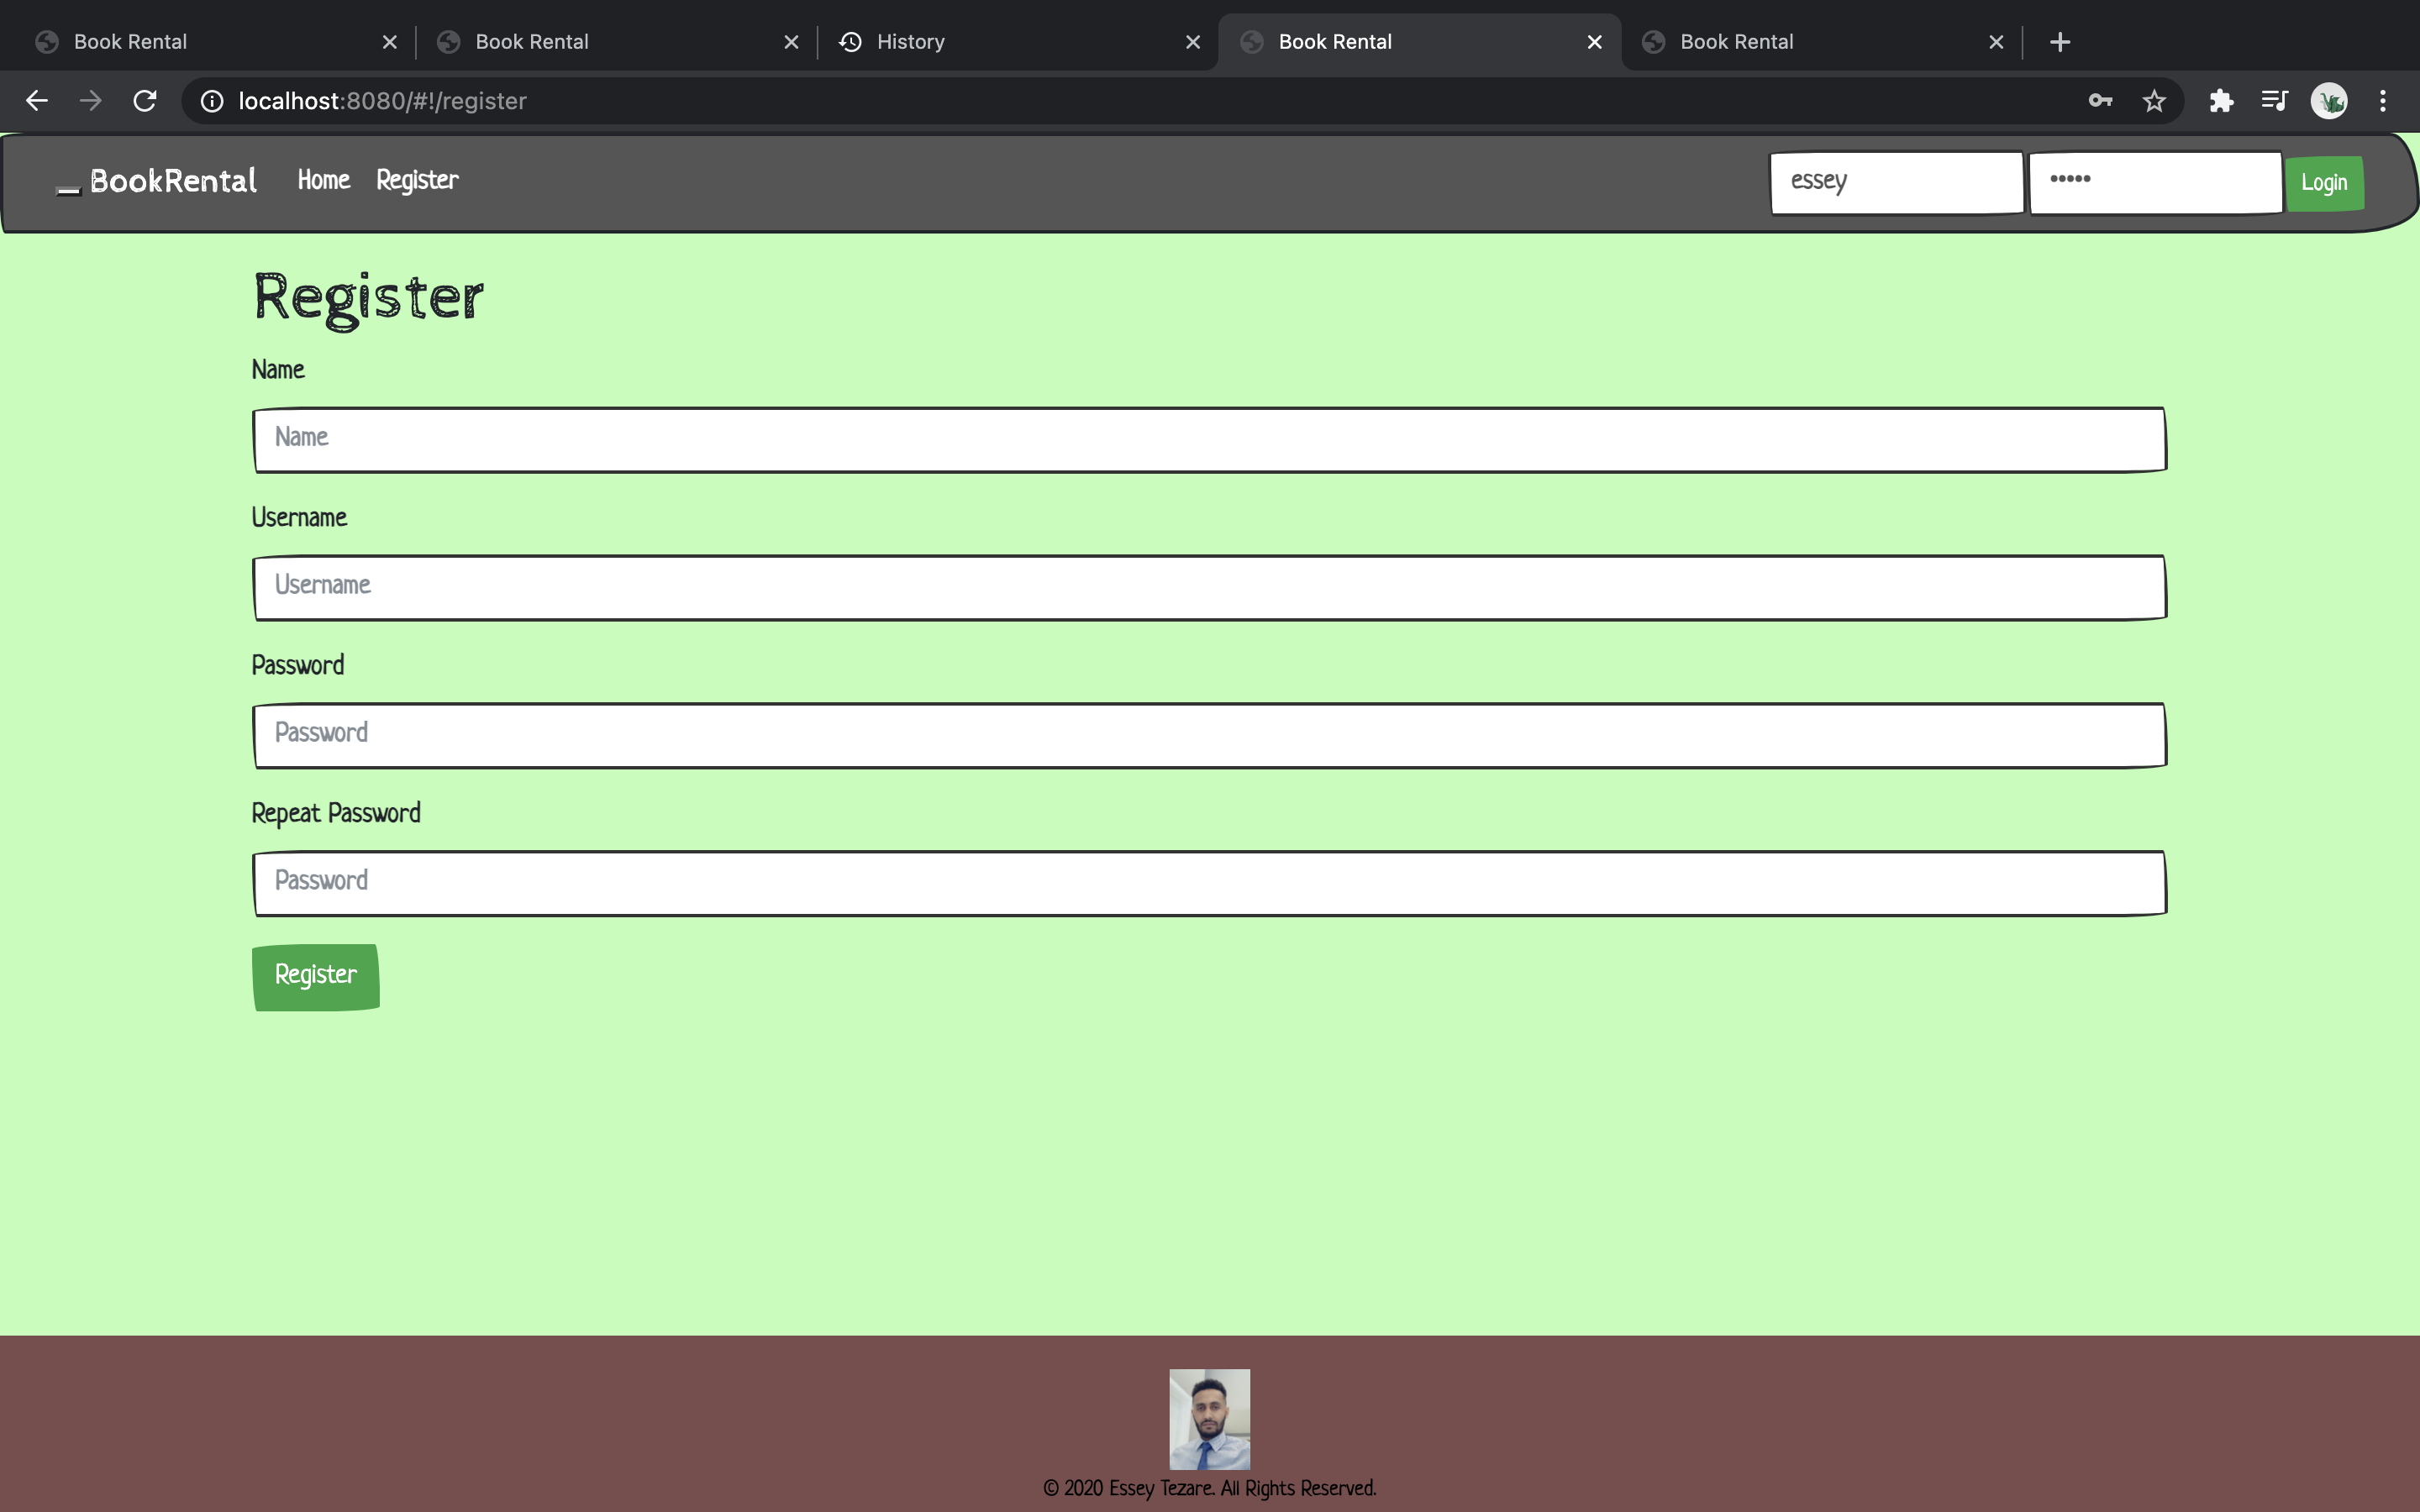 Book Rental
Book Rental
History
Book Rental
Book Rental
localhost:8080/#!/register
BookRental
Home
Register
essey
•••••
Login
Register
Name
Name
Username
Username
Password
Password
Repeat Password
Password
Register
© 2020 Essey Tezare. All Rights Reserved.